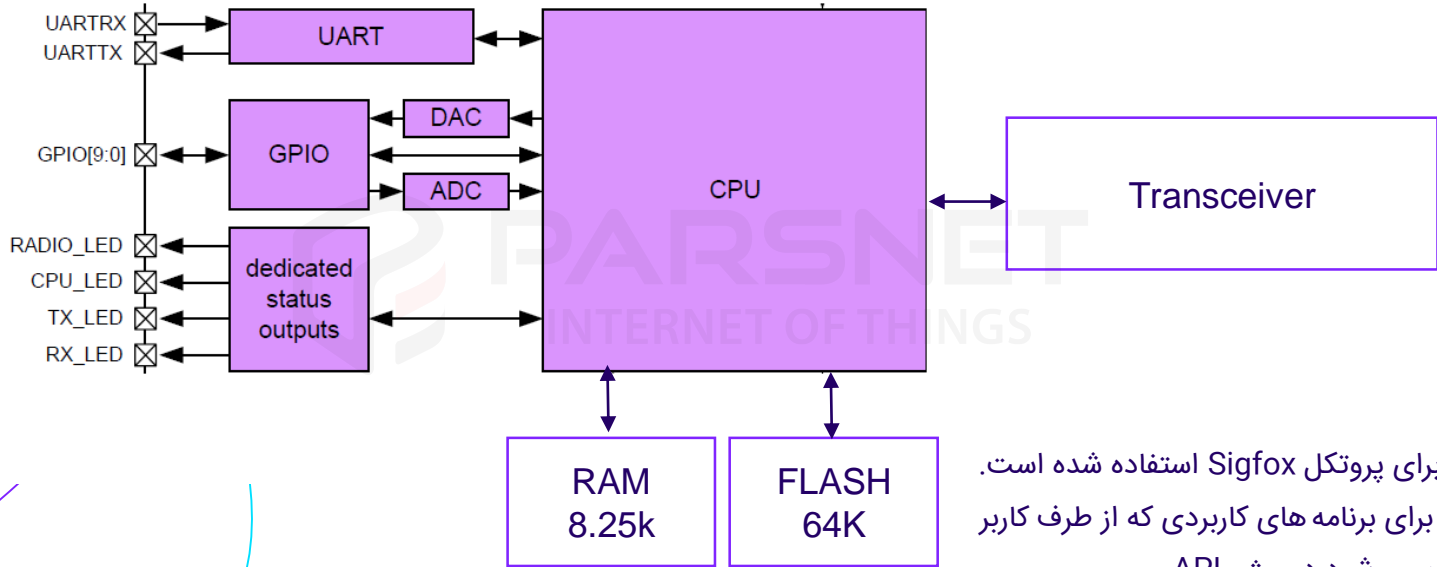 UARTRX
UARTTX
UART
GPIO[9:0]
GPIO
DAC
ADC
CPU
Transceiver
RADIO_LED
CPU_LED
TX_LED
RX_LED
dedicated
status
outputs
PARSNET
INTERNET OF THINGS
RAM
8.25k
FLASH
64K
برای پروتکل Sigfox استفاده شده است.
برای برنامه های کاربردی که از طرف کاربر
API